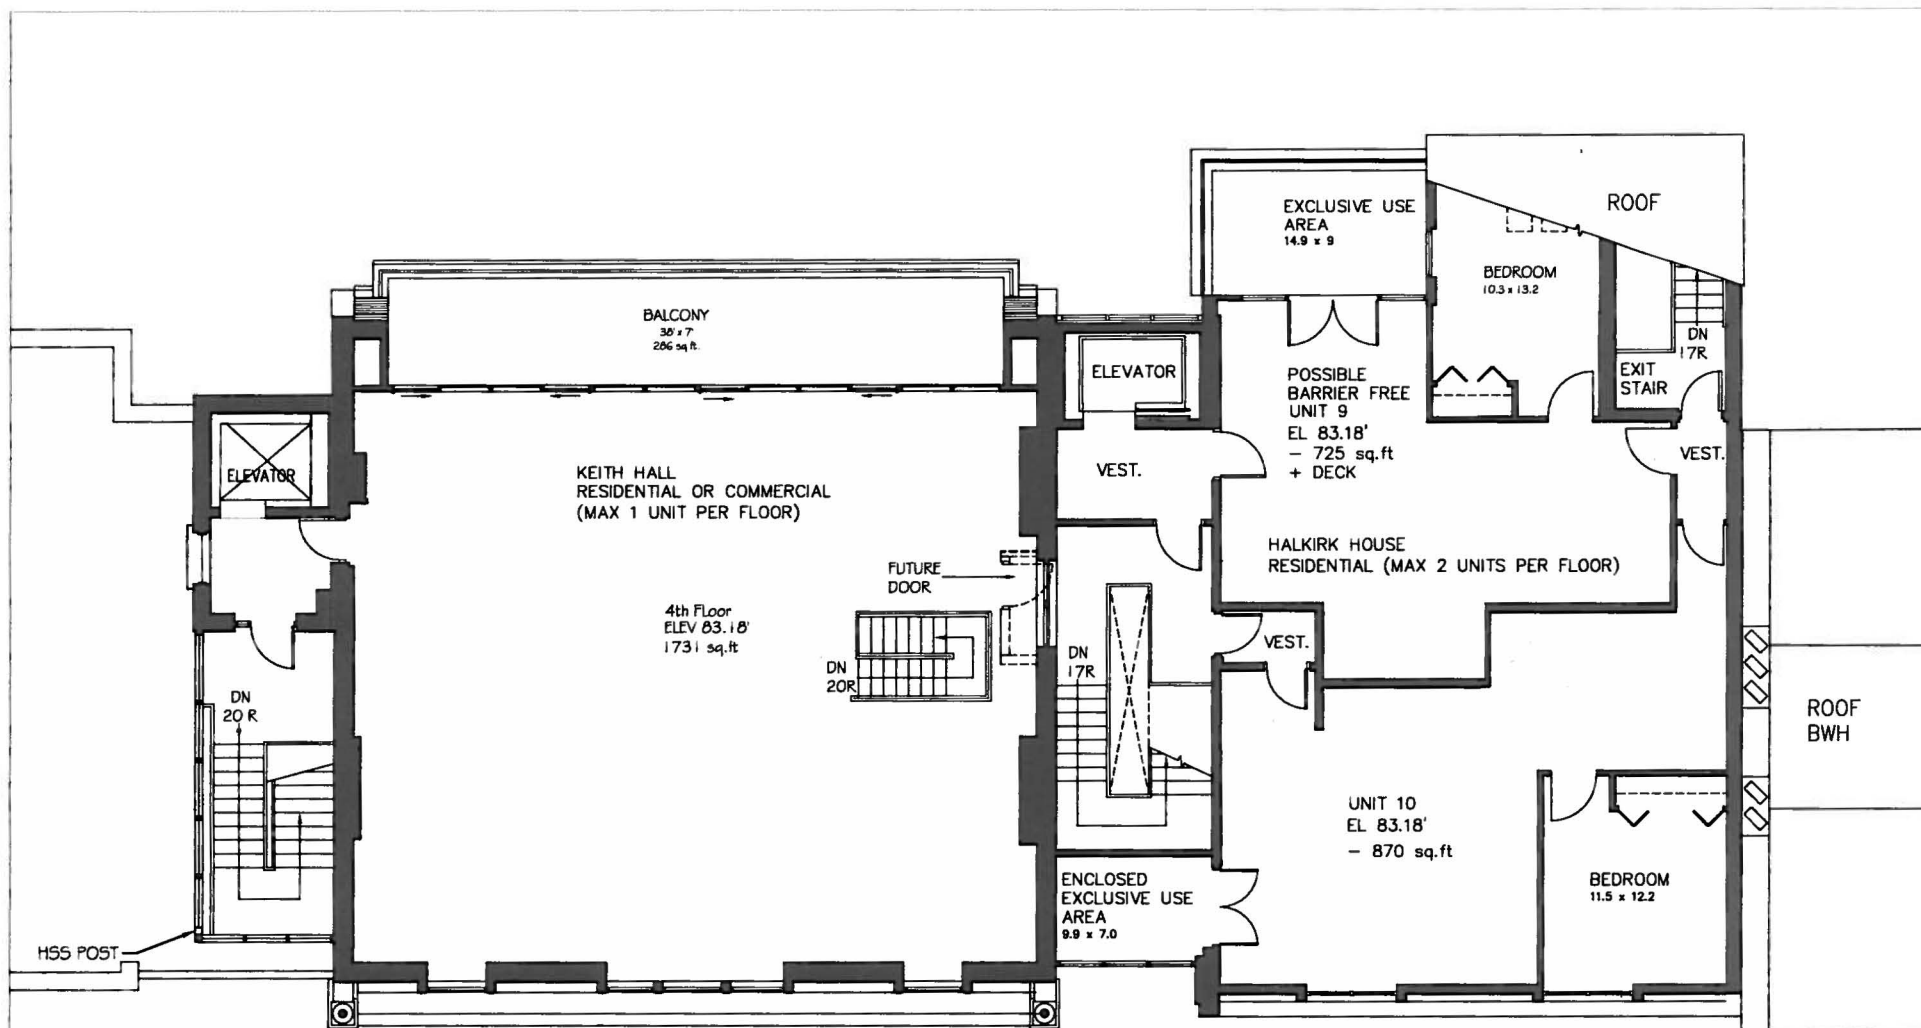 ROOF
EXCLUSIVE USE
AREA
14.9 x 9
BEDROOM
10.3 x 13.2
BALCONY
38' x 7'
286 sq.ft.
DN
17R
EXIT
STAIR
ELEVATOR
POSSIBLE
BARRIER FREE
UNIT 9
EL 83.18'
- 725 sq.ft
+ DECK
VEST.
VEST.
ELEVATOR
KEITH HALL
RESIDENTIAL OR COMMERCIAL
(MAX 1 UNIT PER FLOOR)
HALKIRK HOUSE
RESIDENTIAL (MAX 2 UNITS PER FLOOR)
FUTURE
DOOR
4th Floor
ELEV 83.18'
1731 sq.ft
DN
20R
DN
17R
VEST.
DN
20 R
ROOF
BWH
UNIT 10
EL 83.18'
- 870 sq.ft
ENCLOSED
EXCLUSIVE USE
AREA
9.9 x 7.0
BEDROOM
11.5 x 12.2
HSS POST